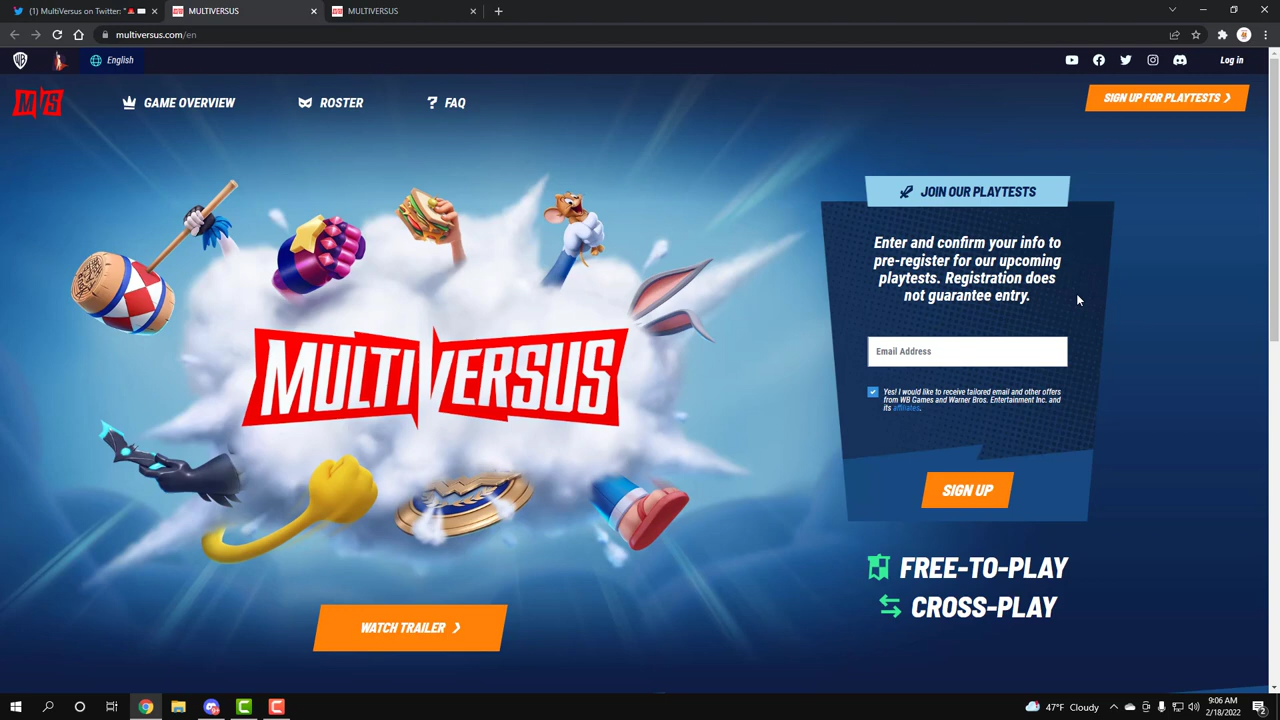 (1) MultiVersus on Twitter: "
MULTIVERSUS
MULTIVERSUS
multiversus.com/en
English
Log in
MVS
GAME OVERVIEW
ROSTER
? FAQ
SIGN UP FOR PLAYTESTS
JOIN OUR PLAYTESTS
Enter and confirm your info to
pre-register for our upcoming
playtests. Registration does
not guarantee entry.
Email Address
Yes! I would like to receive tailored email and other offers
from WB Games and Warner Bros. Entertainment Inc. and
its affiliates.
SIGN UP
MULTIVERSUS
WATCH TRAILER
FREE-TO-PLAY
CROSS-PLAY
47°F Cloudy
9:06 AM
2/18/2022
2